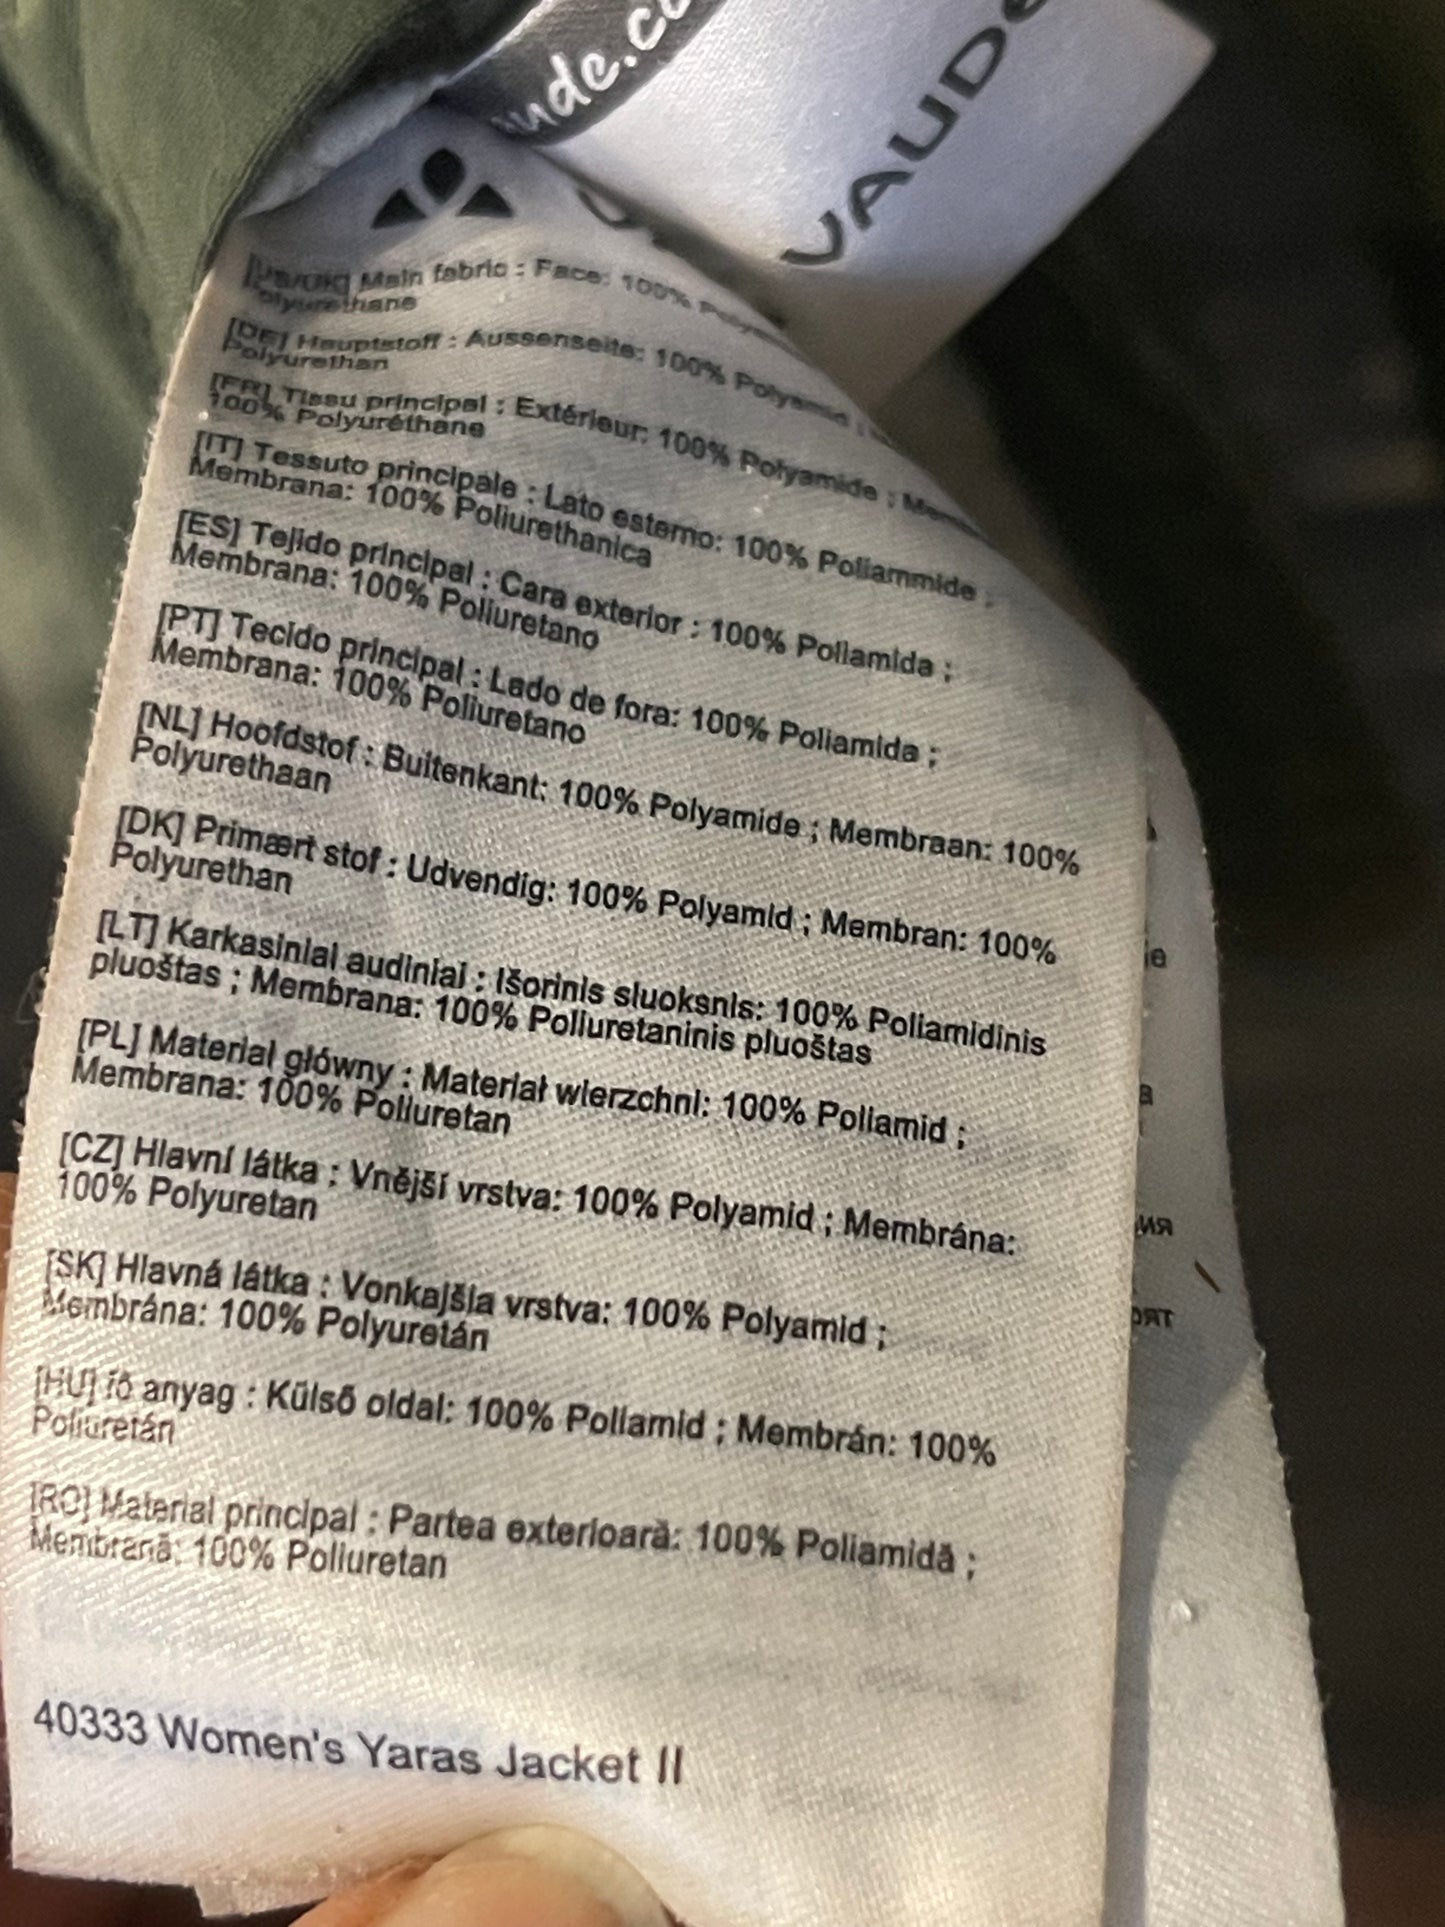 ude.co
VAUDE
[US/UK] Main fabric : Face: 100%
Polyurethane
[DE] Hauptstoff : Aussenseite: 100% Polyamid ;
Polyurethan
[FR] Tissu principal : Extérieur: 100% Polyamide ;
100% Polyuréthane
[IT] Tessuto principale : Lato esterno: 100% Poliammide ;
Membrana: 100% Poliurethanica
[ES] Tejido principal : Cara exterior : 100% Poliamida ;
Membrana: 100% Poliuretano
[PT] Tecido principal : Lado de fora: 100% Poliamida ;
Membrana: 100% Poliuretano
[NL] Hoofdstof : Buitenkant: 100% Polyamide ; Membraan: 100%
Polyurethaan
[DK] Primært stof : Udvendig: 100% Polyamid ; Membran: 100%
Polyurethan
[LT] Karkasiniai audiniai : Išorinis sluoksnis: 100% Poliamidinis
pluoštas ; Membrana: 100% Poliuretaninis pluoštas
[PL] Materiał główny : Materiał wierzchni: 100% Poliamid ;
Membrana: 100% Poliuretan
[CZ] Hlavní látka : Vnější vrstva: 100% Polyamid ; Membrána:
100% Polyuretan
[SK] Hlavná látka : Vonkajšia vrstva: 100% Polyamid ;
Membrána: 100% Polyuretán
[HU] fő anyag : Külső oldal: 100% Poliamid ; Membrán: 100%
Poliuretán
[RO] Material principal : Partea exterioară: 100% Poliamidă ;
Membrană: 100% Poliuretan
40333 Women's Yaras Jacket II